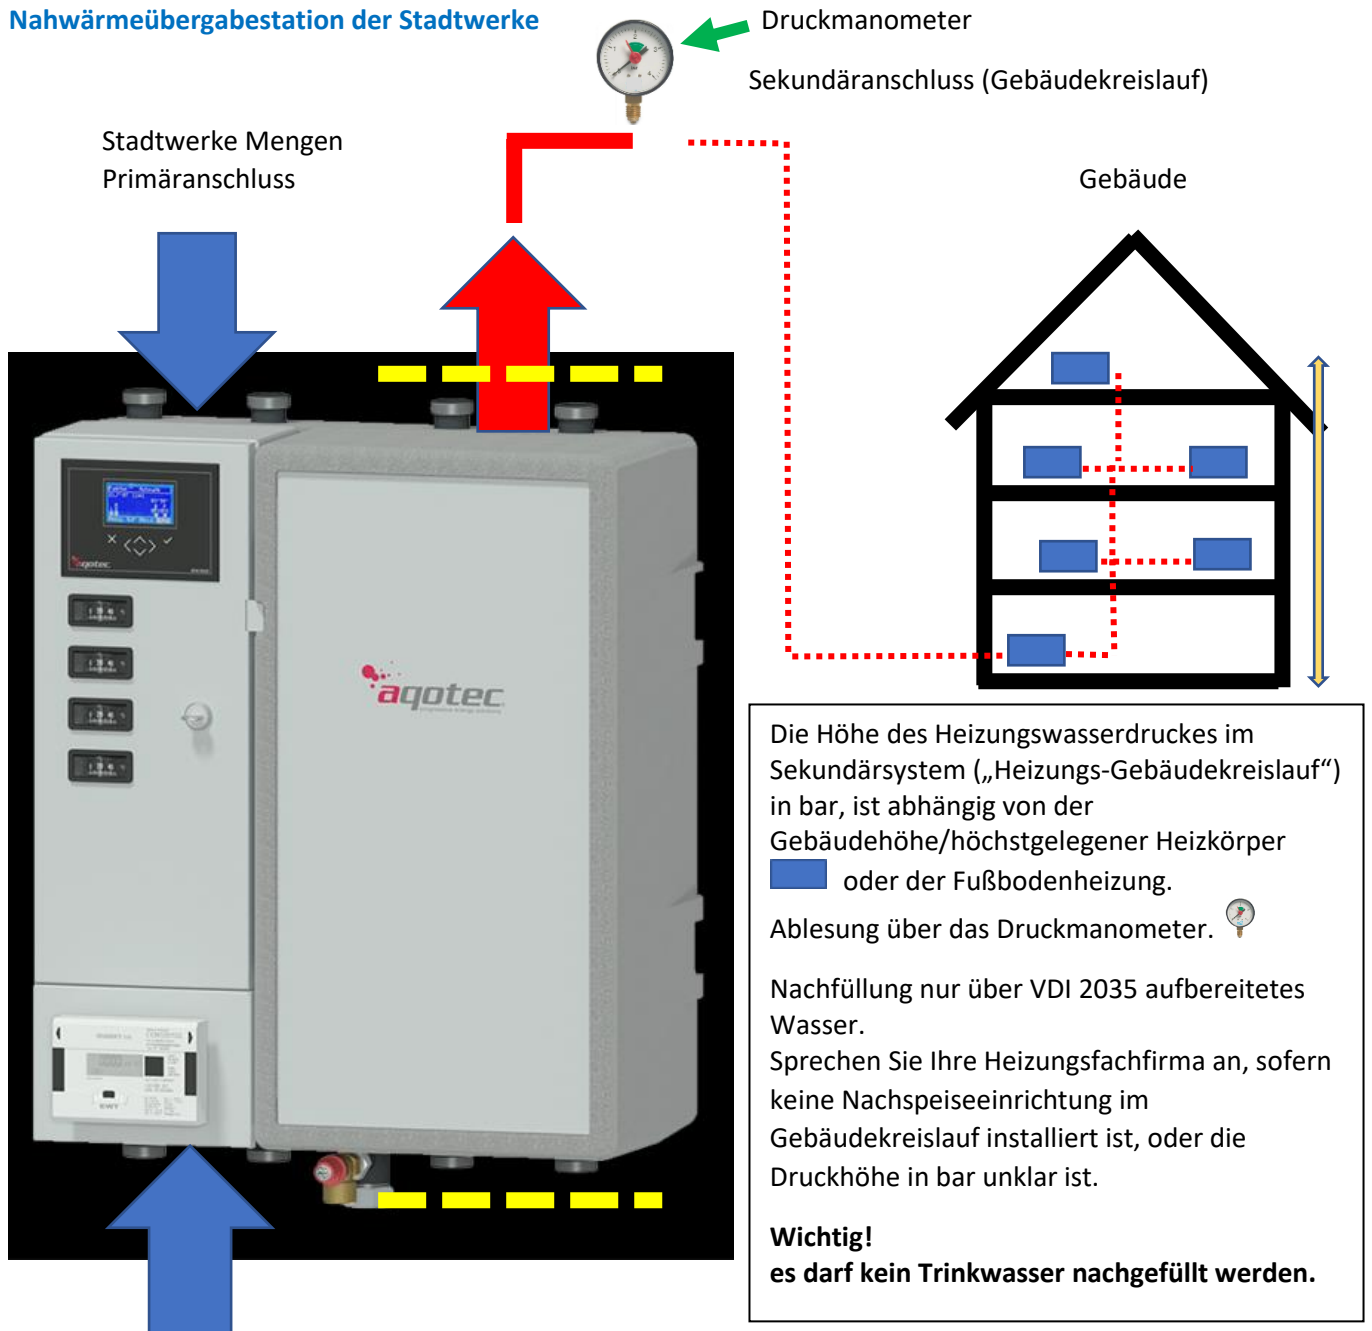 Nahwärmeübergabestation der Stadtwerke
Druckmanometer
Sekundäranschluss (Gebäudekreislauf)
Stadtwerke Mengen
Primäranschluss
Gebäude
aqotec
aqotec
Die Höhe des Heizungswasserdruckes im
Sekundärsystem („Heizungs-Gebäudekreislauf“)
in bar, ist abhängig von der
Gebäudehöhe/höchstgelegener Heizkörper
oder der Fußbodenheizung.
Ablesung über das Druckmanometer.
Nachfüllung nur über VDI 2035 aufbereitetes
Wasser.
Sprechen Sie Ihre Heizungsfachfirma an, sofern
keine Nachspeiseeinrichtung im
Gebäudekreislauf installiert ist, oder die
Druckhöhe in bar unklar ist.
Wichtig!
es darf kein Trinkwasser nachgefüllt werden.